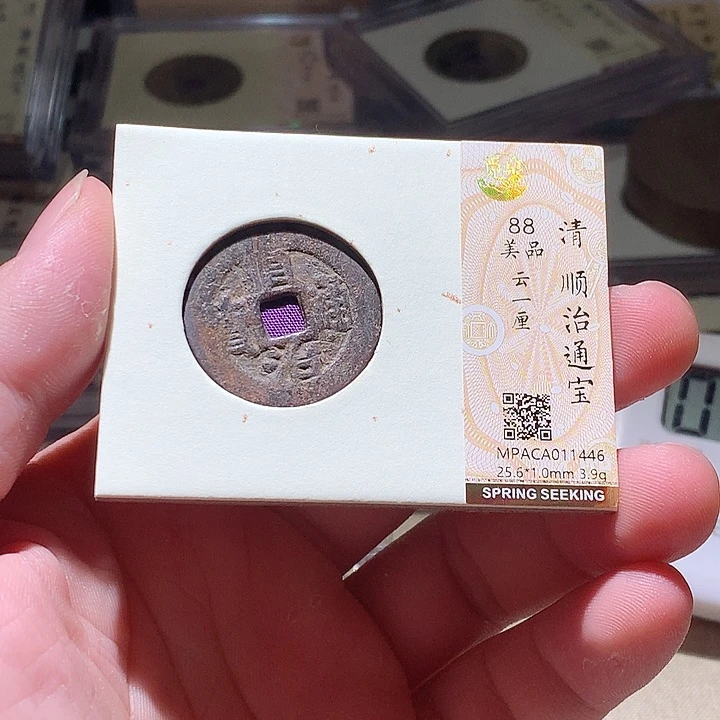 清 顺治通宝
88
美品
云一厘
MPACA011446
25.6*1.0mm 3.9g
SPRING SEEKING